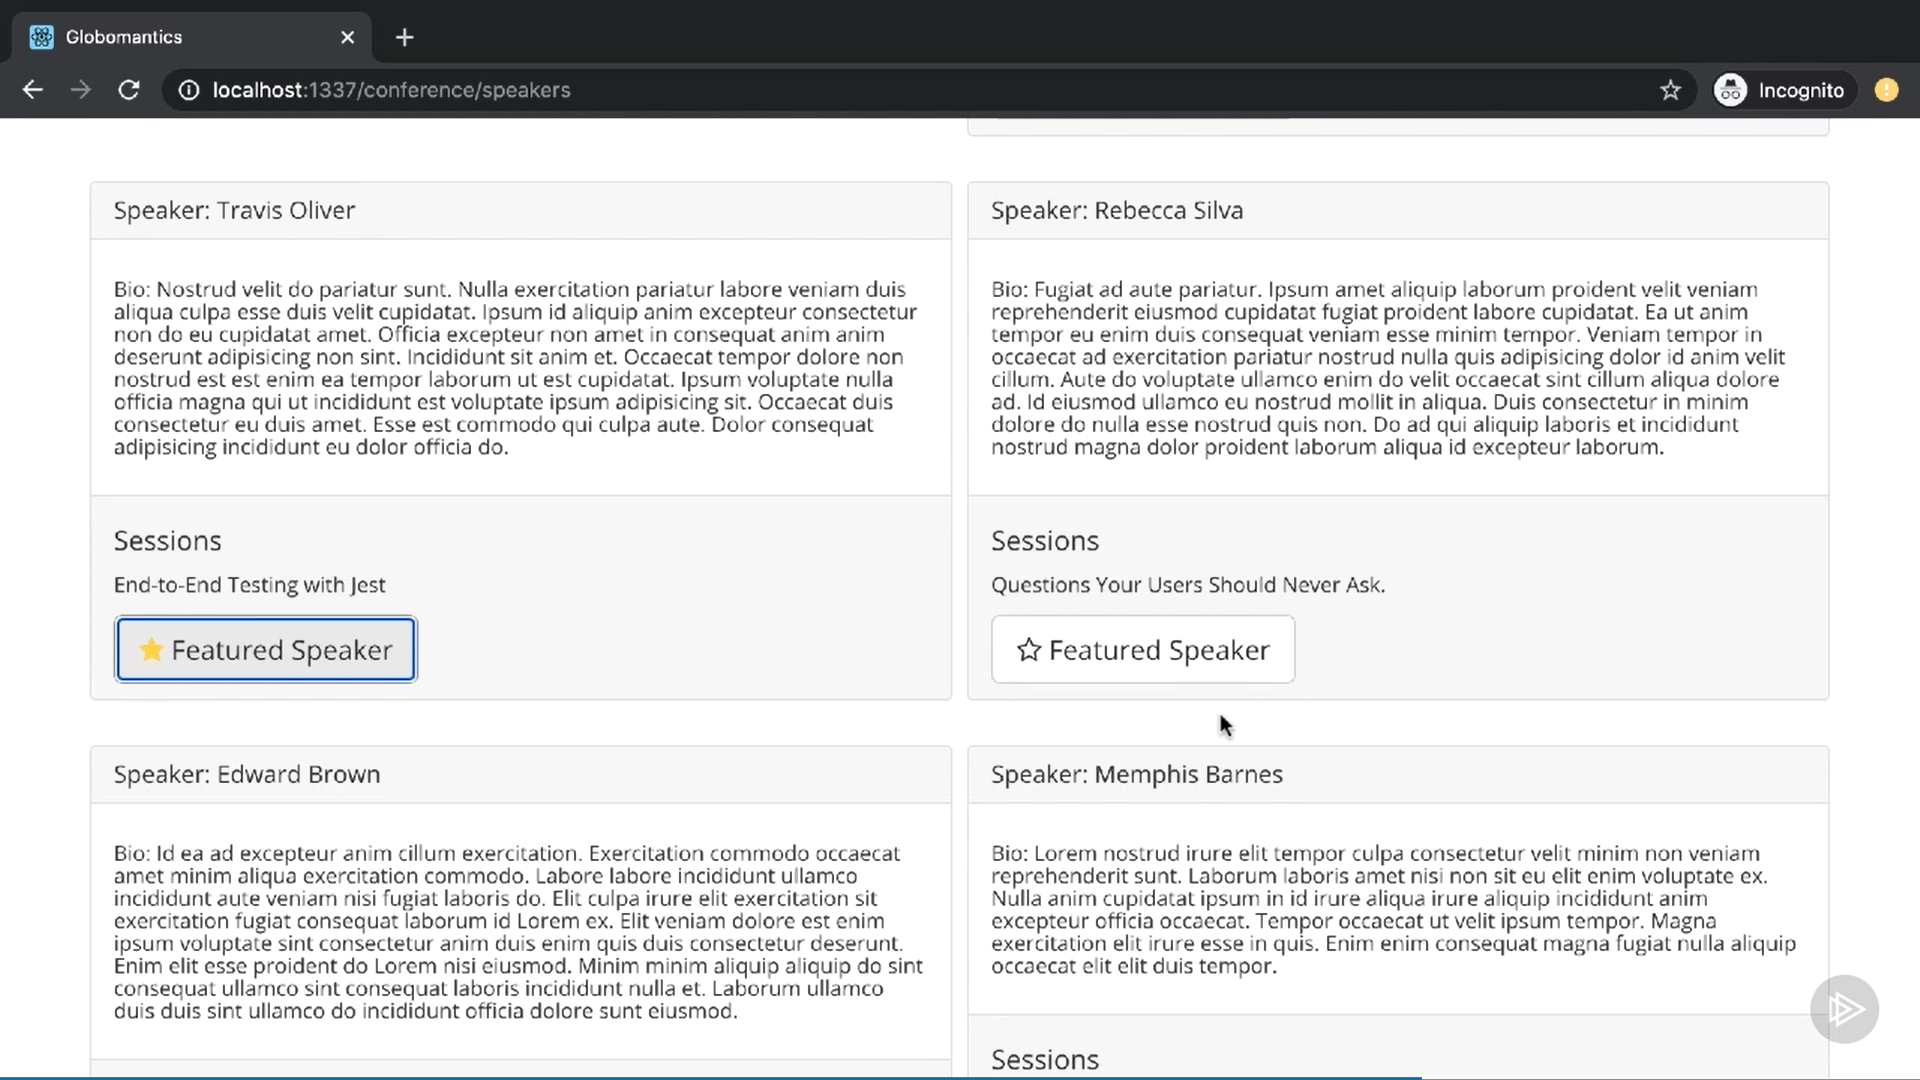 Globomantics
localhost:1337/conference/speakers
Incognito
Speaker: Travis Oliver
Bio: Nostrud velit do pariatur sunt. Nulla exercitation pariatur labore veniam duis
aliqua culpa esse duis velit cupidatat. Ipsum id aliquip anim excepteur consectetur
non do eu cupidatat amet. Officia excepteur non amet in consequat anim anim
deserunt adipisicing non sint. Incididunt sit anim et. Occaecat tempor dolore non
nostrud est est enim ea tempor laborum ut est cupidatat. Ipsum voluptate nulla
officia magna qui ut incididunt est voluptate ipsum adipisicing sit. Occaecat duis
consectetur eu duis amet. Esse est commodo qui culpa aute. Dolor consequat
adipisicing incididunt eu dolor officia do.
Sessions
End-to-End Testing with Jest
Featured Speaker
Speaker: Rebecca Silva
Bio: Fugiat ad aute pariatur. Ipsum amet aliquip laborum proident velit veniam
reprehenderit eiusmod cupidatat fugiat proident labore cupidatat. Ea ut anim
tempor eu enim duis consequat veniam esse minim tempor. Veniam tempor in
occaecat ad exercitation pariatur nostrud nulla quis adipisicing dolor id anim velit
cillum. Aute do voluptate ullamco enim do velit occaecat sint cillum aliqua dolore
ad. Id eiusmod ullamco eu nostrud mollit in aliqua. Duis consectetur in minim
dolore do nulla esse nostrud quis non. Do ad qui aliquip laboris et incididunt
nostrud magna dolor proident laborum aliqua id excepteur laborum.
Sessions
Questions Your Users Should Never Ask.
Featured Speaker
Speaker: Edward Brown
Bio: Id ea ad excepteur anim cillum exercitation. Exercitation commodo occaecat
amet minim aliqua exercitation commodo. Labore labore incididunt ullamco
incididunt aute veniam nisi fugiat laboris do. Elit culpa irure elit exercitation sit
exercitation fugiat consequat laborum id Lorem ex. Elit veniam dolore est enim
ipsum voluptate sint consectetur anim duis enim quis duis consectetur deserunt.
Enim elit esse proident do Lorem nisi eiusmod. Minim minim aliquip aliquip do sint
consequat ullamco sint consequat laboris incididunt nulla et. Laborum ullamco
duis duis sint ullamco do incididunt officia dolore sunt eiusmod.
Speaker: Memphis Barnes
Bio: Lorem nostrud irure elit tempor culpa consectetur velit minim non veniam
reprehenderit sunt. Laborum laboris amet nisi non sit eu elit enim voluptate ex.
Nulla anim cupidatat ipsum in id irure aliqua irure aliquip incididunt anim
excepteur officia occaecat. Tempor occaecat ut velit ipsum tempor. Magna
exercitation elit irure esse in quis. Enim enim consequat magna fugiat nulla aliquip
occaecat elit elit duis tempor.
Sessions